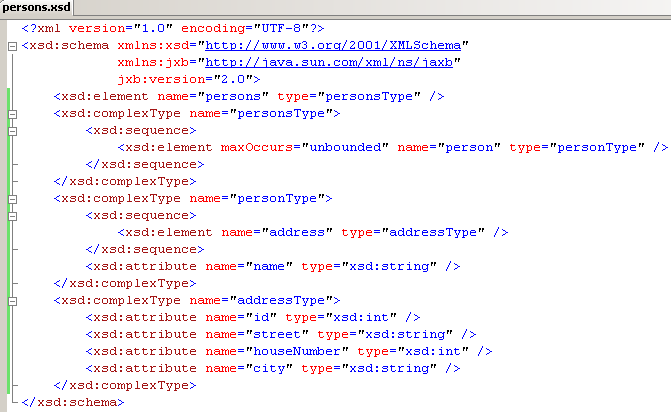 persons.xsd
<?xml version="1.0" encoding="UTF-8"?>
<xsd:schema xmlns:xsd="http://www.w3.org/2001/XMLSchema"
            xmlns:jxb="http://java.sun.com/xml/ns/jaxb"
            jxb:version="2.0">
    <xsd:element name="persons" type="personsType" />
    <xsd:complexType name="personsType">
        <xsd:sequence>
            <xsd:element maxOccurs="unbounded" name="person" type="personType" />
        </xsd:sequence>
    </xsd:complexType>
    <xsd:complexType name="personType">
        <xsd:sequence>
            <xsd:element name="address" type="addressType" />
        </xsd:sequence>
        <xsd:attribute name="name" type="xsd:string" />
    </xsd:complexType>
    <xsd:complexType name="addressType">
        <xsd:attribute name="id" type="xsd:int" />
        <xsd:attribute name="street" type="xsd:string" />
        <xsd:attribute name="houseNumber" type="xsd:int" />
        <xsd:attribute name="city" type="xsd:string" />
    </xsd:complexType>
</xsd:schema>